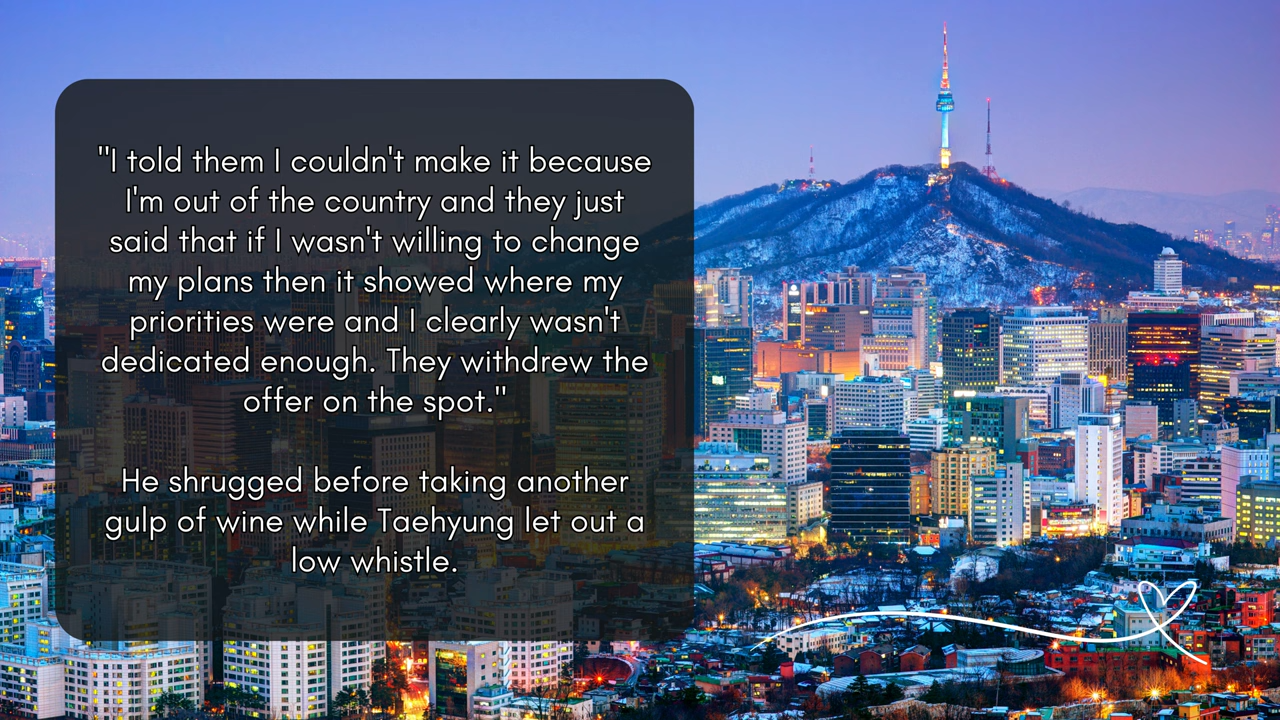 "I told them I couldn't make it because
I'm out of the country and they just
said that if I wasn't willing to change
my plans then it showed where my
priorities were and I clearly wasn't
dedicated enough. They withdrew the
offer on the spot."
He shrugged before taking another
gulp of wine while Taehyung let out a
low whistle.